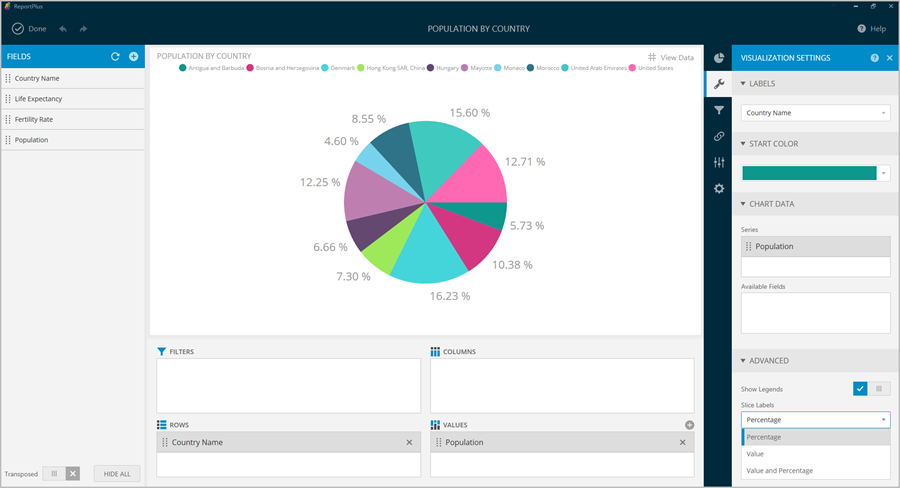 ReportPlus
Done
POPULATION BY COUNTRY
Help
FIELDS
Country Name
Life Expectancy
Fertility Rate
Population
Transposed
HIDE ALL
POPULATION BY COUNTRY
View Data
Antigua and Barbuda Bosnia and Herzegovina Denmark Hong Kong SAR, China Hungary Mayotte Monaco Morocco United Arab Emirates United States
15.60 %
8.55 %
4.60 %
12.71 %
12.25 %
5.73 %
6.66 %
10.38 %
7.30 %
16.23 %
FILTERS
COLUMNS
ROWS
Country Name
VALUES
Population
VISUALIZATION SETTINGS
LABELS
Country Name
START COLOR
CHART DATA
Series
Population
Available Fields
ADVANCED
Show Legends
Slice Labels
Percentage
Percentage
Value
Value and Percentage